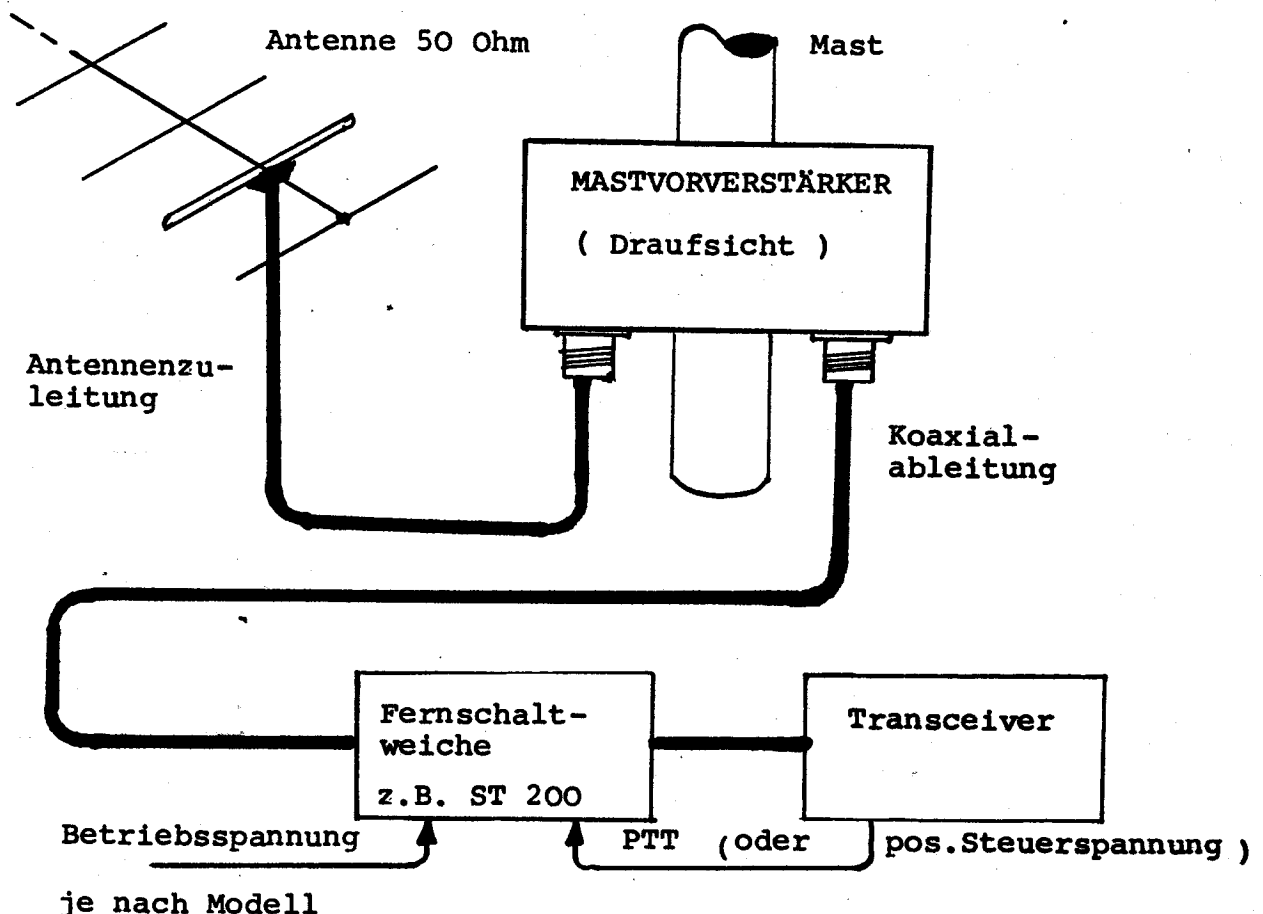 Antenne 50 Ohm
Mast
MASTVORVERSTÄRKER
( Draufsicht )
Antennenzu-
leitung
Koaxial-
ableitung
Fernschalt-
weiche
z.B. ST 200
Transceiver
Betriebsspannung
je nach Modell
PTT (oder pos.Steuerspannung)